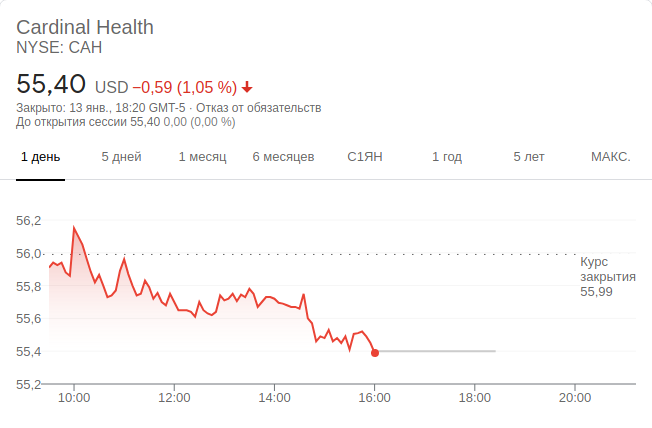 Cardinal Health
NYSE: CAH
55,40 USD −0,59 (1,05 %)
Закрыто: 13 янв., 18:20 GMT-5 · Отказ от обязательств
До открытия сессии 55,40 0,00 (0,00 %)
1 день 5 дней 1 месяц 6 месяцев С1ЯН 1 год 5 лет МАКС.
56,2
56,0
Курс
закрытия
55,99
55,8
55,6
55,4
55,2
10:00 12:00 14:00 16:00 18:00 20:00